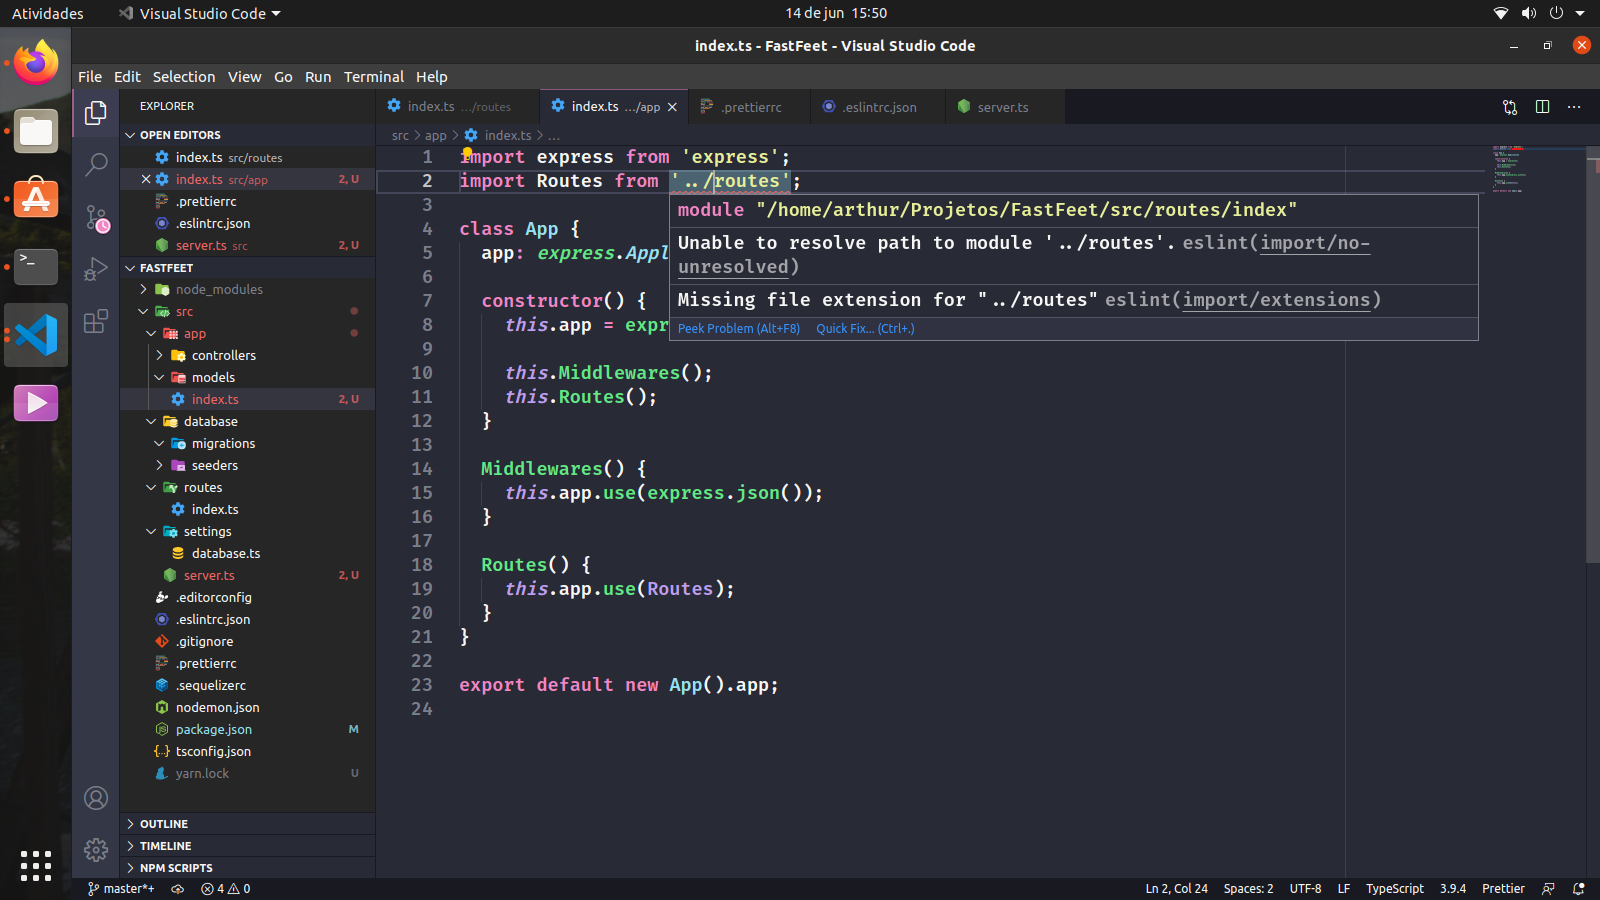 Atividades
Visual Studio Code
14 de jun 15:50
index.ts - FastFeet - Visual Studio Code
File Edit Selection View Go Run Terminal Help
EXPLORER
OPEN EDITORS
index.ts src/routes
index.ts src/app 2, U
.prettierrc
.eslintrc.json
server.ts src 2, U
FASTFEET
node_modules
src
app
controllers
models
index.ts 2, U
database
migrations
seeders
routes
index.ts
settings
database.ts
server.ts 2, U
.editorconfig
.eslintrc.json
.gitignore
.prettierrc
.sequelizerc
nodemon.json
package.json M
tsconfig.json
yarn.lock U
OUTLINE
TIMELINE
NPM SCRIPTS
index.ts .../routes
index.ts .../app
.prettierrc
.eslintrc.json
server.ts
src > app > index.ts > ...
1 import express from 'express';
2 import Routes from '../routes';
3
4 class App {
5 app: express.Appl
6
7 constructor() {
8 this.app = expr
9
10 this.Middlewares();
11 this.Routes();
12 }
13
14 Middlewares() {
15 this.app.use(express.json());
16 }
17
18 Routes() {
19 this.app.use(Routes);
20 }
21 }
22
23 export default new App().app;
24
module "/home/arthur/Projetos/FastFeet/src/routes/index"
Unable to resolve path to module '../routes'. eslint(import/no-
unresolved)
Missing file extension for "../routes" eslint(import/extensions)
Peek Problem (Alt+F8) Quick Fix... (Ctrl+.)
master*+ 4 0
Ln 2, Col 24 Spaces: 2 UTF-8 LF TypeScript 3.9.4 Prettier